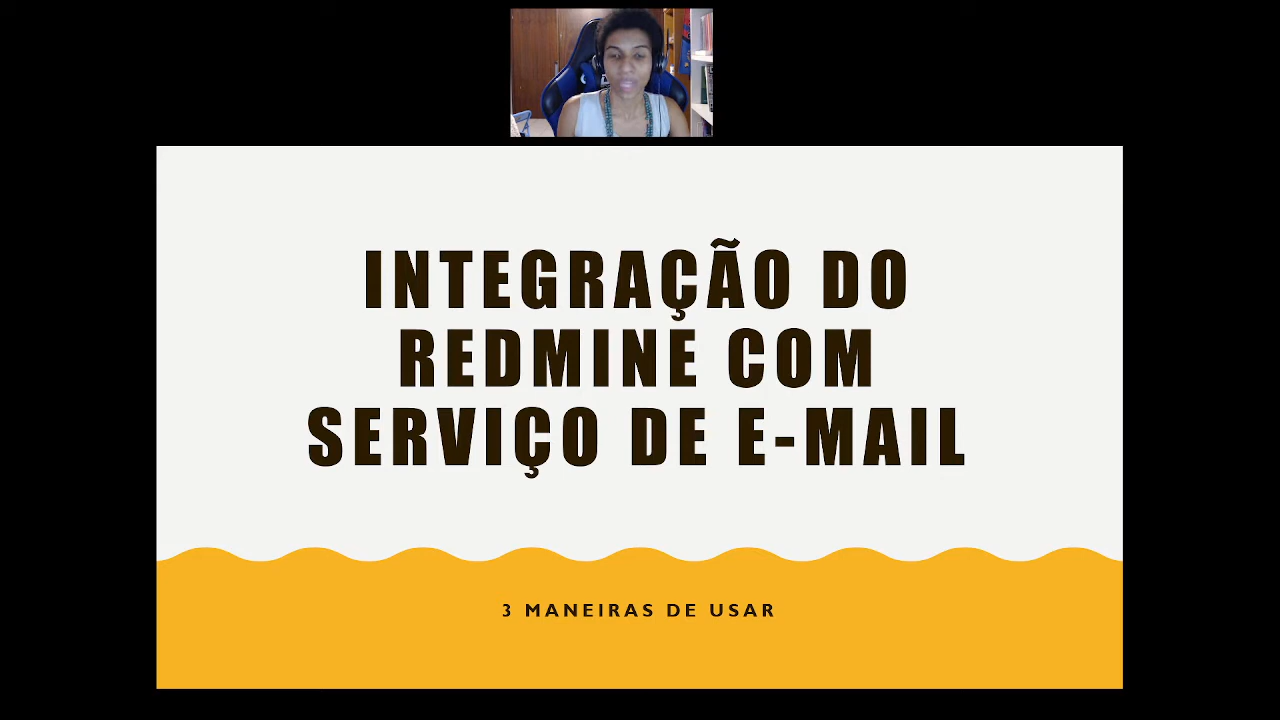 INTEGRAÇÃO DO
REDMINE COM
SERVIÇO DE E-MAIL
3 MANEIRAS DE USAR